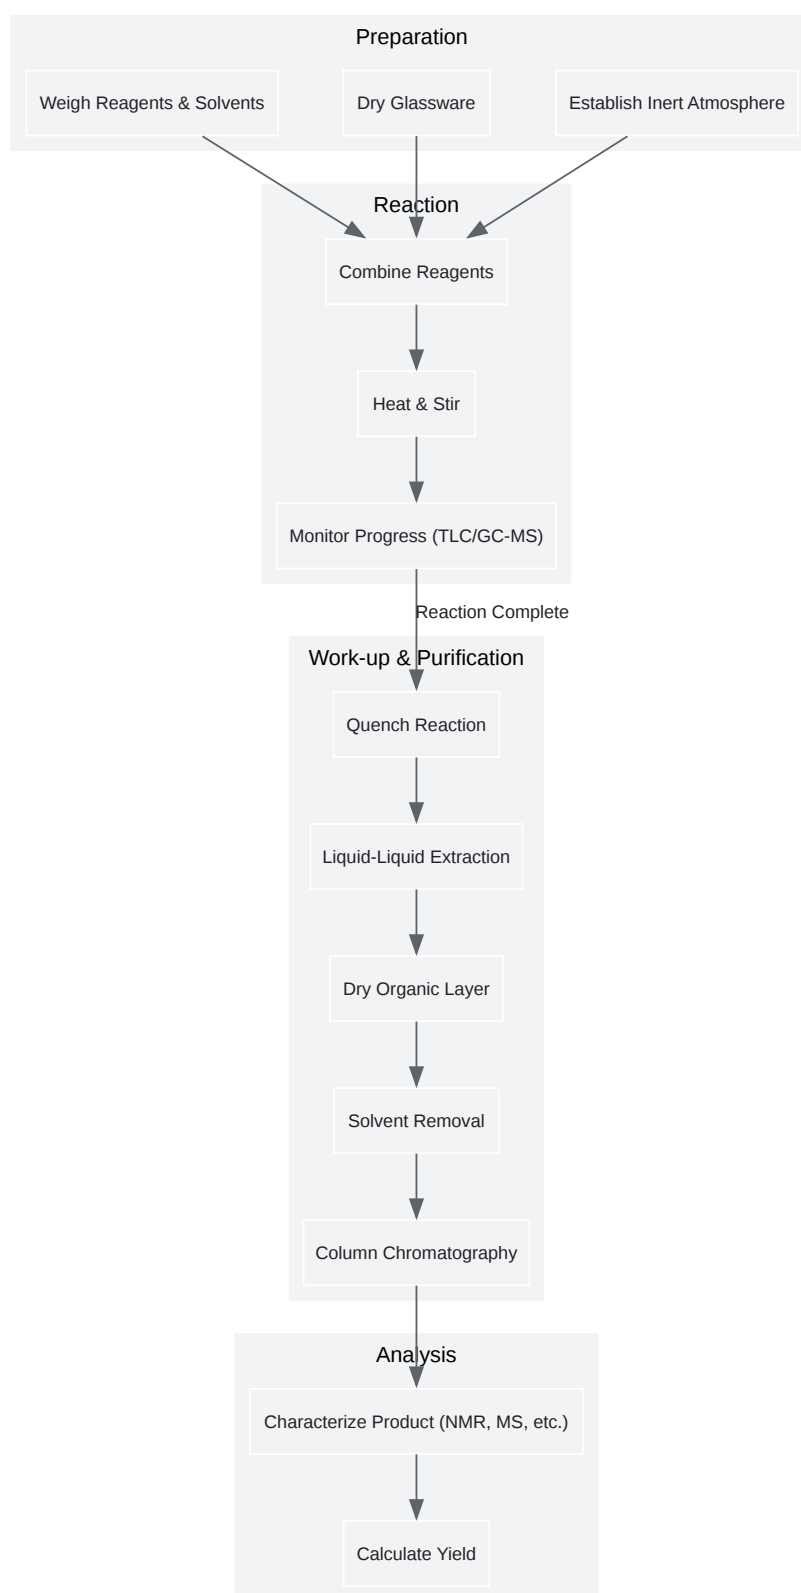 Preparation
Weigh Reagents & Solvents
Dry Glassware
Establish Inert Atmosphere
Reaction
Combine Reagents
Heat & Stir
Monitor Progress (TLC/GC-MS)
Reaction Complete
Work-up & Purification
Quench Reaction
Liquid-Liquid Extraction
Dry Organic Layer
Solvent Removal
Column Chromatography
Analysis
Characterize Product (NMR, MS, etc.)
Calculate Yield